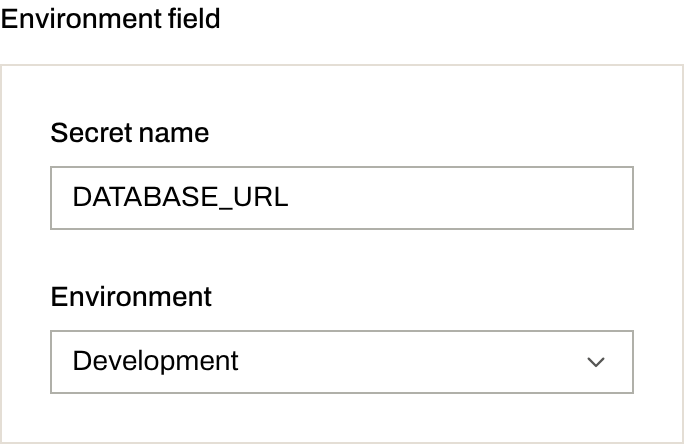 Environment field
Secret name
DATABASE_URL
Environment
Development